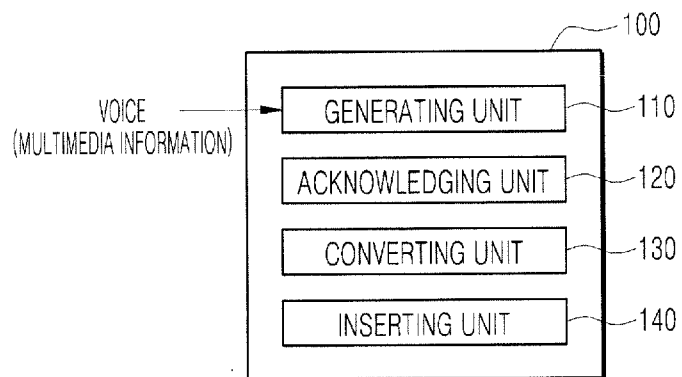 100
VOICE
(MULTIMEDIA INFORMATION)
GENERATING UNIT
110
ACKNOWLEDGING UNIT
120
CONVERTING UNIT
130
INSERTING UNIT
140